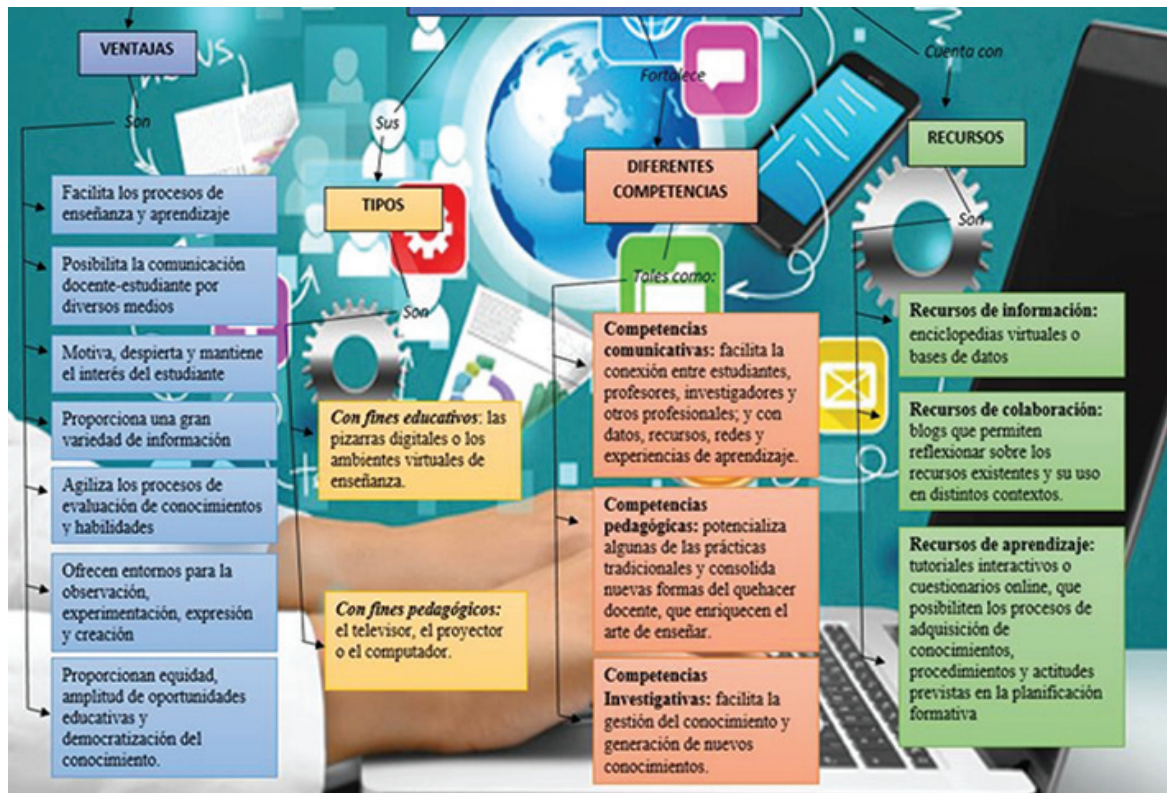 VENTAJAS
Son
Facilita los procesos de
enseñanza y aprendizaje
Posibilita la comunicación
docente-estudiante por
diversos medios
Motiva, despierta y mantiene
el interés del estudiante
Proporciona una gran
variedad de información
Agiliza los procesos de
evaluación de conocimientos
y habilidades
Ofrecen entornos para la
observación,
experimentación, expresión
y creación
Proporcionan equidad,
amplitud de oportunidades
educativas y
democratización del
conocimiento.
Sus
TIPOS
Son
Con fines educativos: las
pizarras digitales o los
ambientes virtuales de
enseñanza.
Con fines pedagógicos:
el televisor, el proyector
o el computador.
Fortalece
DIFERENTES
COMPETENCIAS
Tales como:
Competencias
comunicativas: facilita la
conexión entre estudiantes,
profesores, investigadores y
otros profesionales; y con
datos, recursos, redes y
experiencias de aprendizaje.
Competencias
pedagógicas: potencializa
algunas de las prácticas
tradicionales y consolida
nuevas formas del quehacer
docente, que enriquecen el
arte de enseñar.
Competencias
Investigativas: facilita la
gestión del conocimiento y
generación de nuevos
conocimientos.
Cuenta con
RECURSOS
Son
Recursos de información:
enciclopedias virtuales o
bases de datos
Recursos de colaboración:
blogs que permiten
reflexionar sobre los
recursos existentes y su uso
en distintos contextos.
Recursos de aprendizaje:
tutoriales interactivos o
cuestionarios online, que
posibiliten los procesos de
adquisición de
conocimientos,
procedimientos y actitudes
previstas en la planificación
formativa